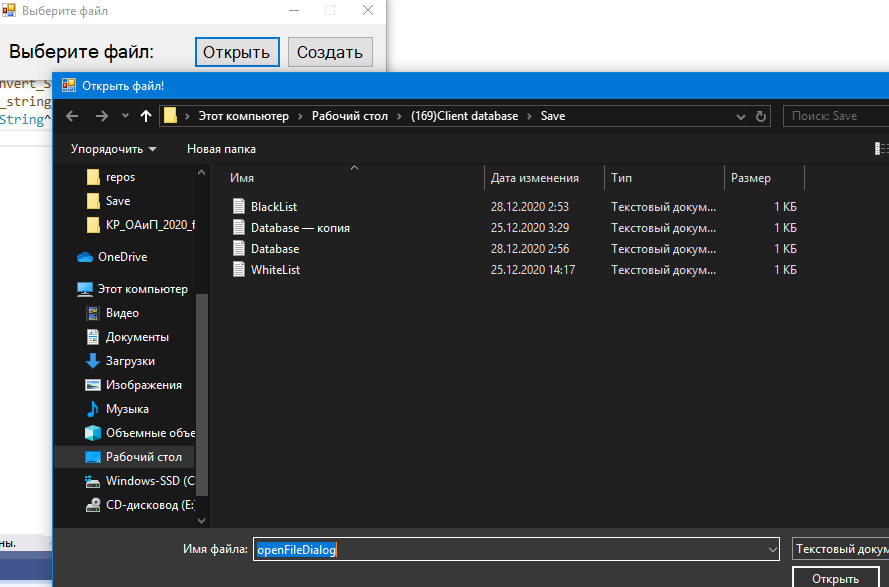 Выберите файл
Выберите файл:
Открыть
Создать
_string
String^
Открыть файл!
Этот компьютер
Рабочий стол
(169)Client database
Save
Поиск: Save
Упорядочить
Новая папка
repos
Save
КР_ОАиП_2020_f
OneDrive
Этот компьютер
Видео
Документы
Загрузки
Изображения
Музыка
Объемные объе
Рабочий стол
Windows-SSD (C
CD-дисковод (E:
Имя Дата изменения Тип Размер
BlackList 28.12.2020 2:53 Текстовый докум... 1 КБ
Database — копия 25.12.2020 3:29 Текстовый докум... 1 КБ
Database 28.12.2020 2:56 Текстовый докум... 1 КБ
WhiteList 25.12.2020 14:17 Текстовый докум... 1 КБ
ны.
Имя файла: openFileDialog
Текстовый докум
Открыть